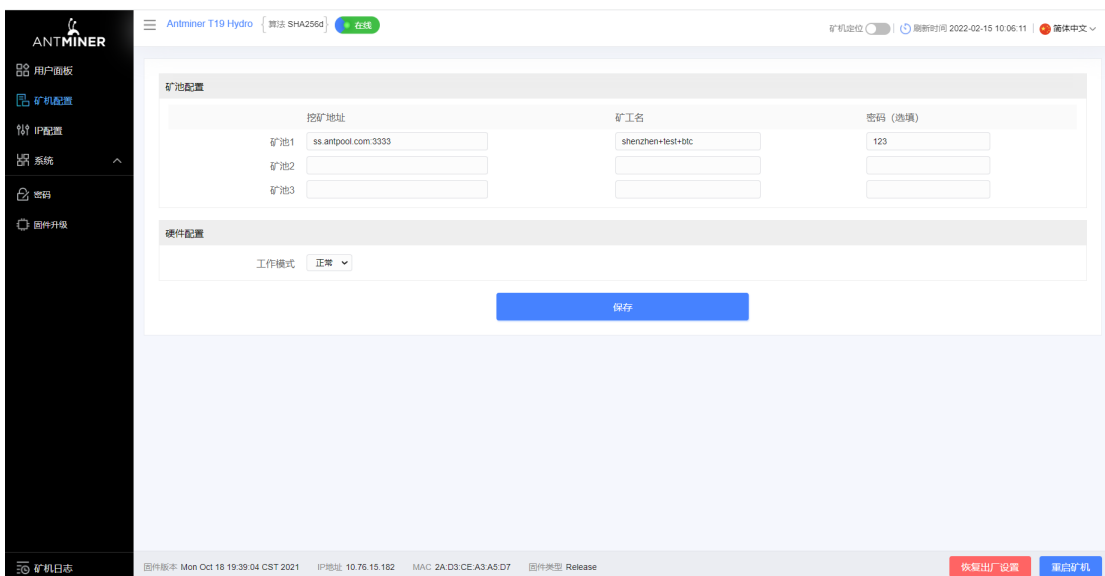 ANTMINER
Antminer T19 Hydro
算法 SHA256d
在线
矿机定位
刷新时间 2022-02-15 10:06:11
简体中文
用户面板
矿机配置
IP配置
系统
密码
固件升级
矿池配置
挖矿地址 矿工名 密码（选填）
矿池1 ss.antpool.com:3333 shenzhen+test+btc 123
矿池2
矿池3
硬件配置
工作模式 正常
保存
矿机日志
固件版本 Mon Oct 18 19:39:04 CST 2021 IP地址 10.76.15.182 MAC 2A:D3:CE:A3:A5:D7 固件类型 Release
恢复出厂设置 重启矿机